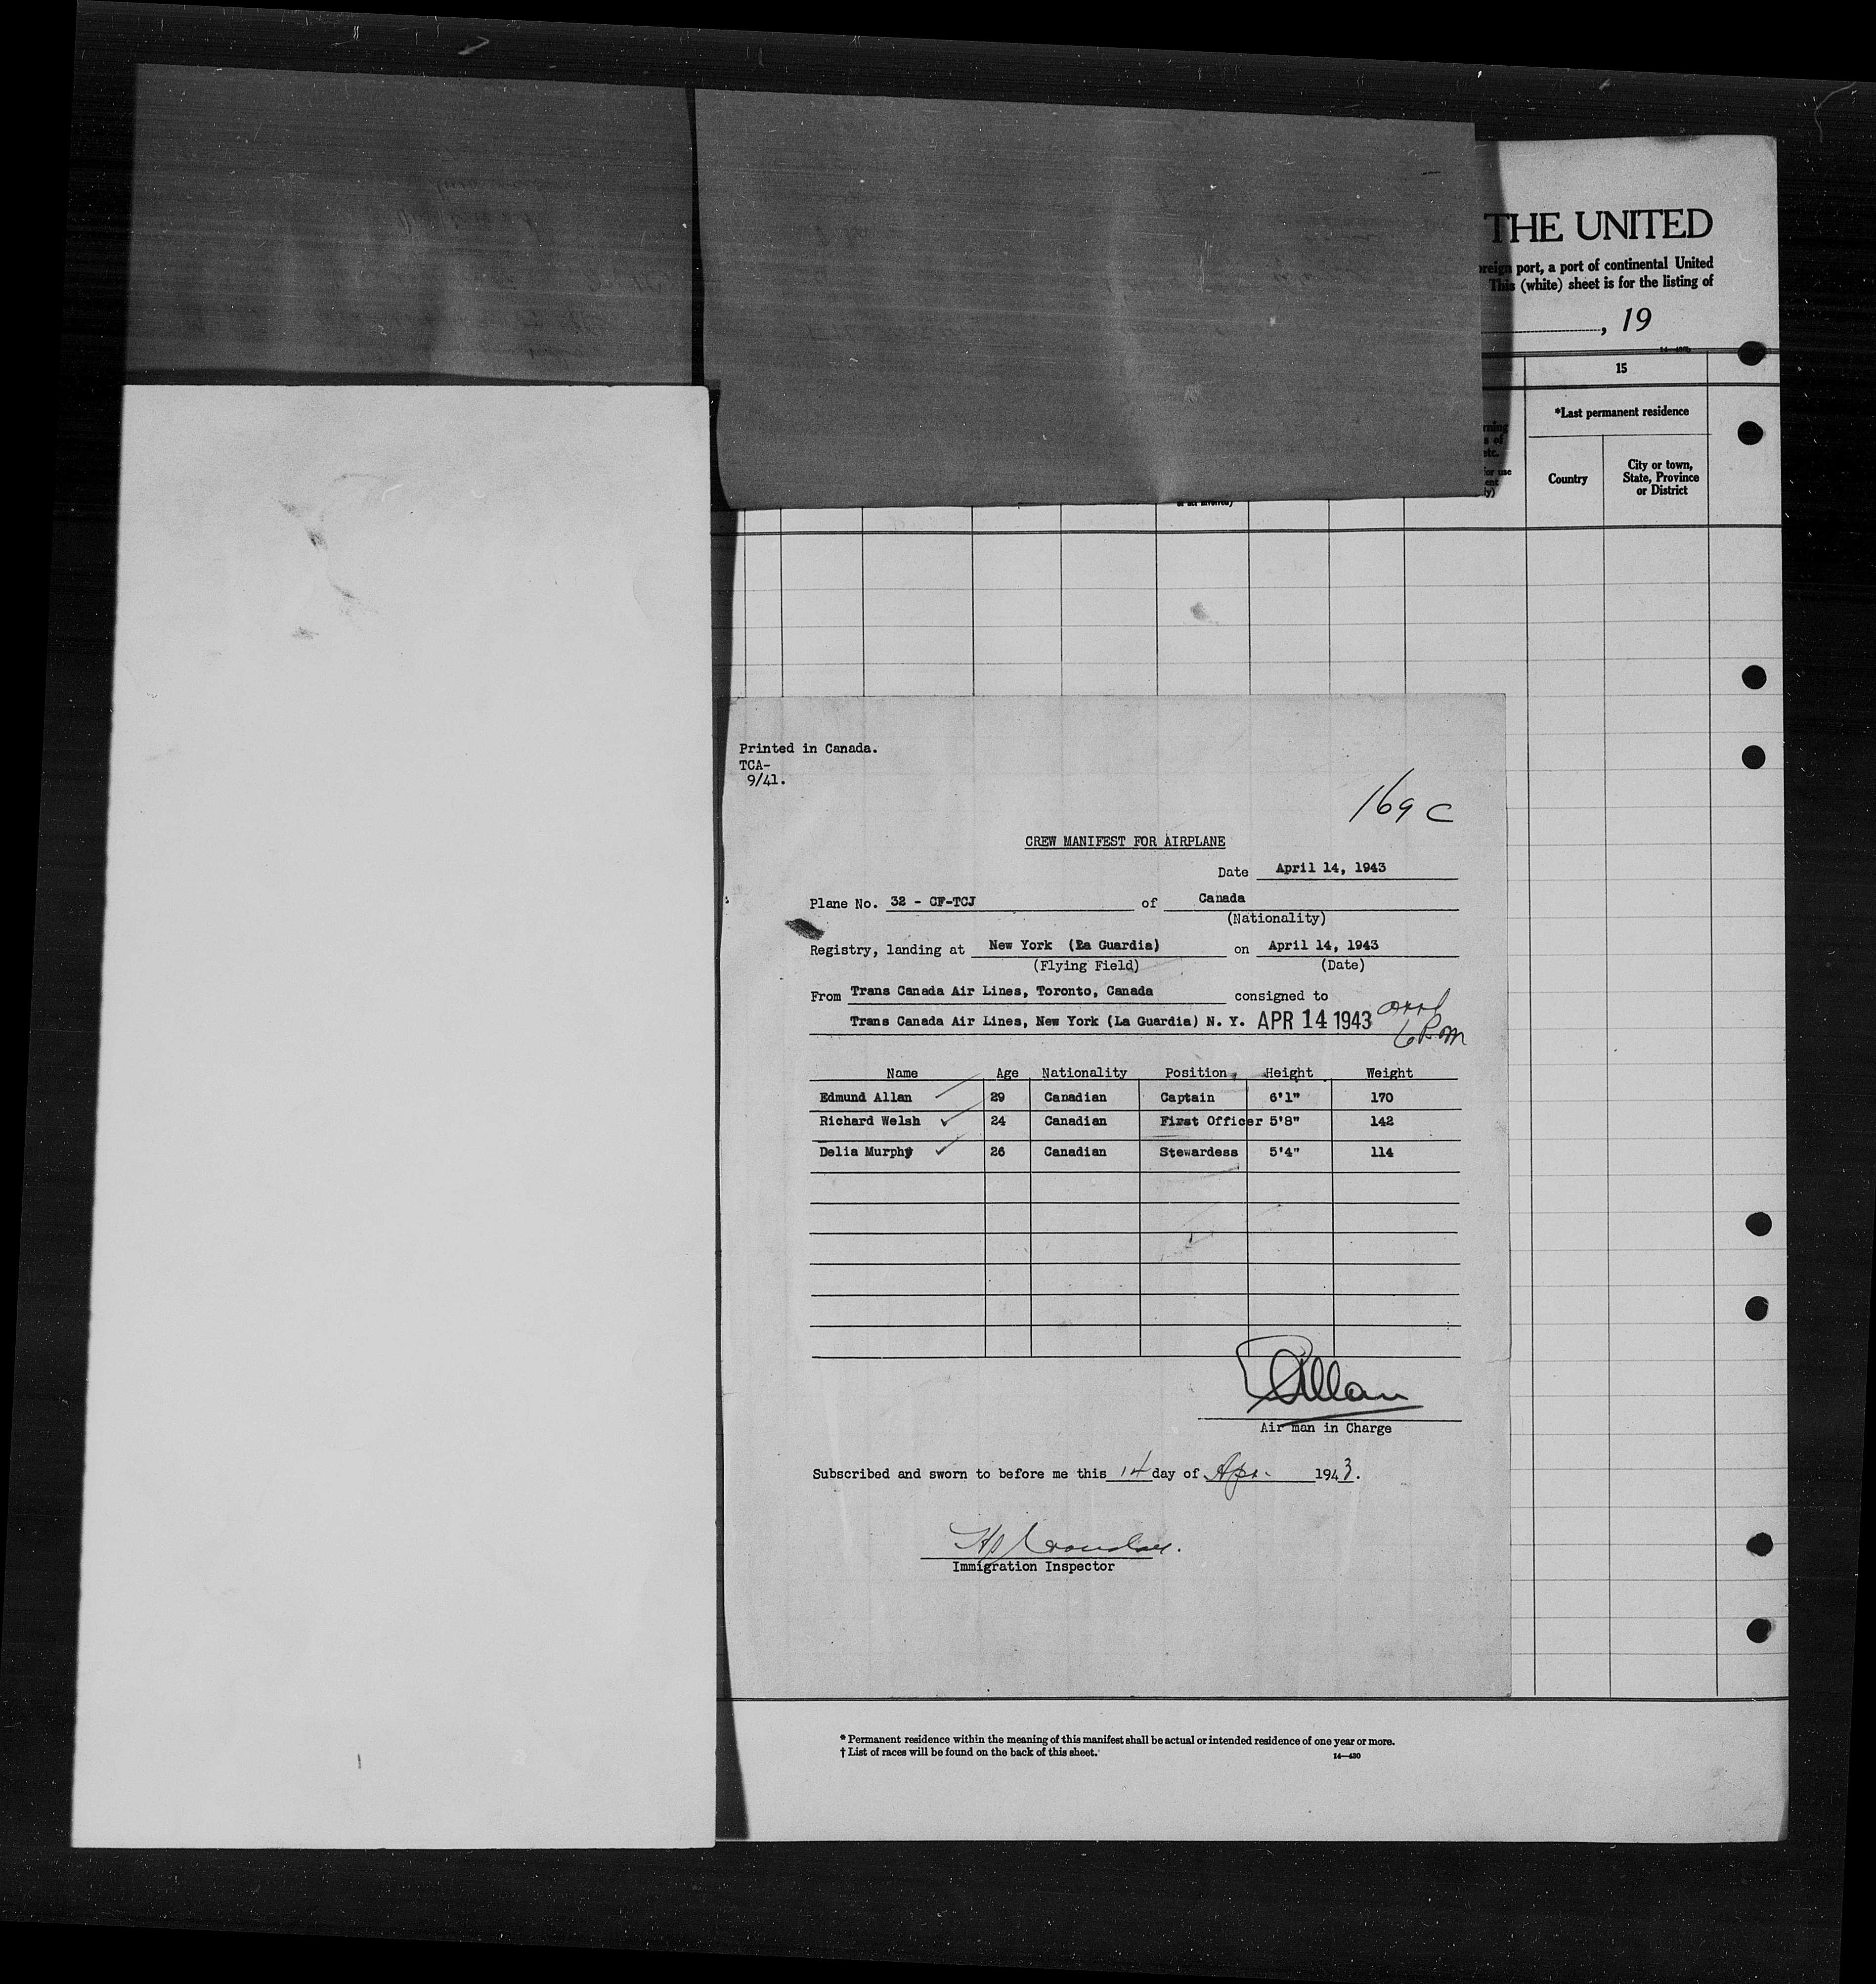 THE UNITED
port, a port of continental United
This (white) sheet is for the listing of
, 19
15
*Last permanent residence
Country
City or town,
State, Province
or District
Printed in Canada.
TCA-
9/41.
169 C
CREW MANIFEST FOR AIRPLANE
Date April 14, 1943
Plane No. 32 - CF-TCJ of Canada
(Nationality)
Registry, landing at New York (La Guardia) on April 14, 1943
(Flying Field) (Date)
From Trans Canada Air Lines, Toronto, Canada consigned to
Trans Canada Air Lines, New York (La Guardia) N. Y. APR 14 1943
6 Pm
Name Age Nationality Position Height Weight
Edmund Allan 29 Canadian Captain 6'1" 170
Richard Welsh 24 Canadian First Officer 5'8" 142
Delia Murphy 26 Canadian Stewardess 5'4" 114
Allan
Air man in Charge
Subscribed and sworn to before me this 14 day of Apr. 1943.
Immigration Inspector
* Permanent residence within the meaning of this manifest shall be actual or intended residence of one year or more.
† List of races will be found on the back of this sheet.
14—430